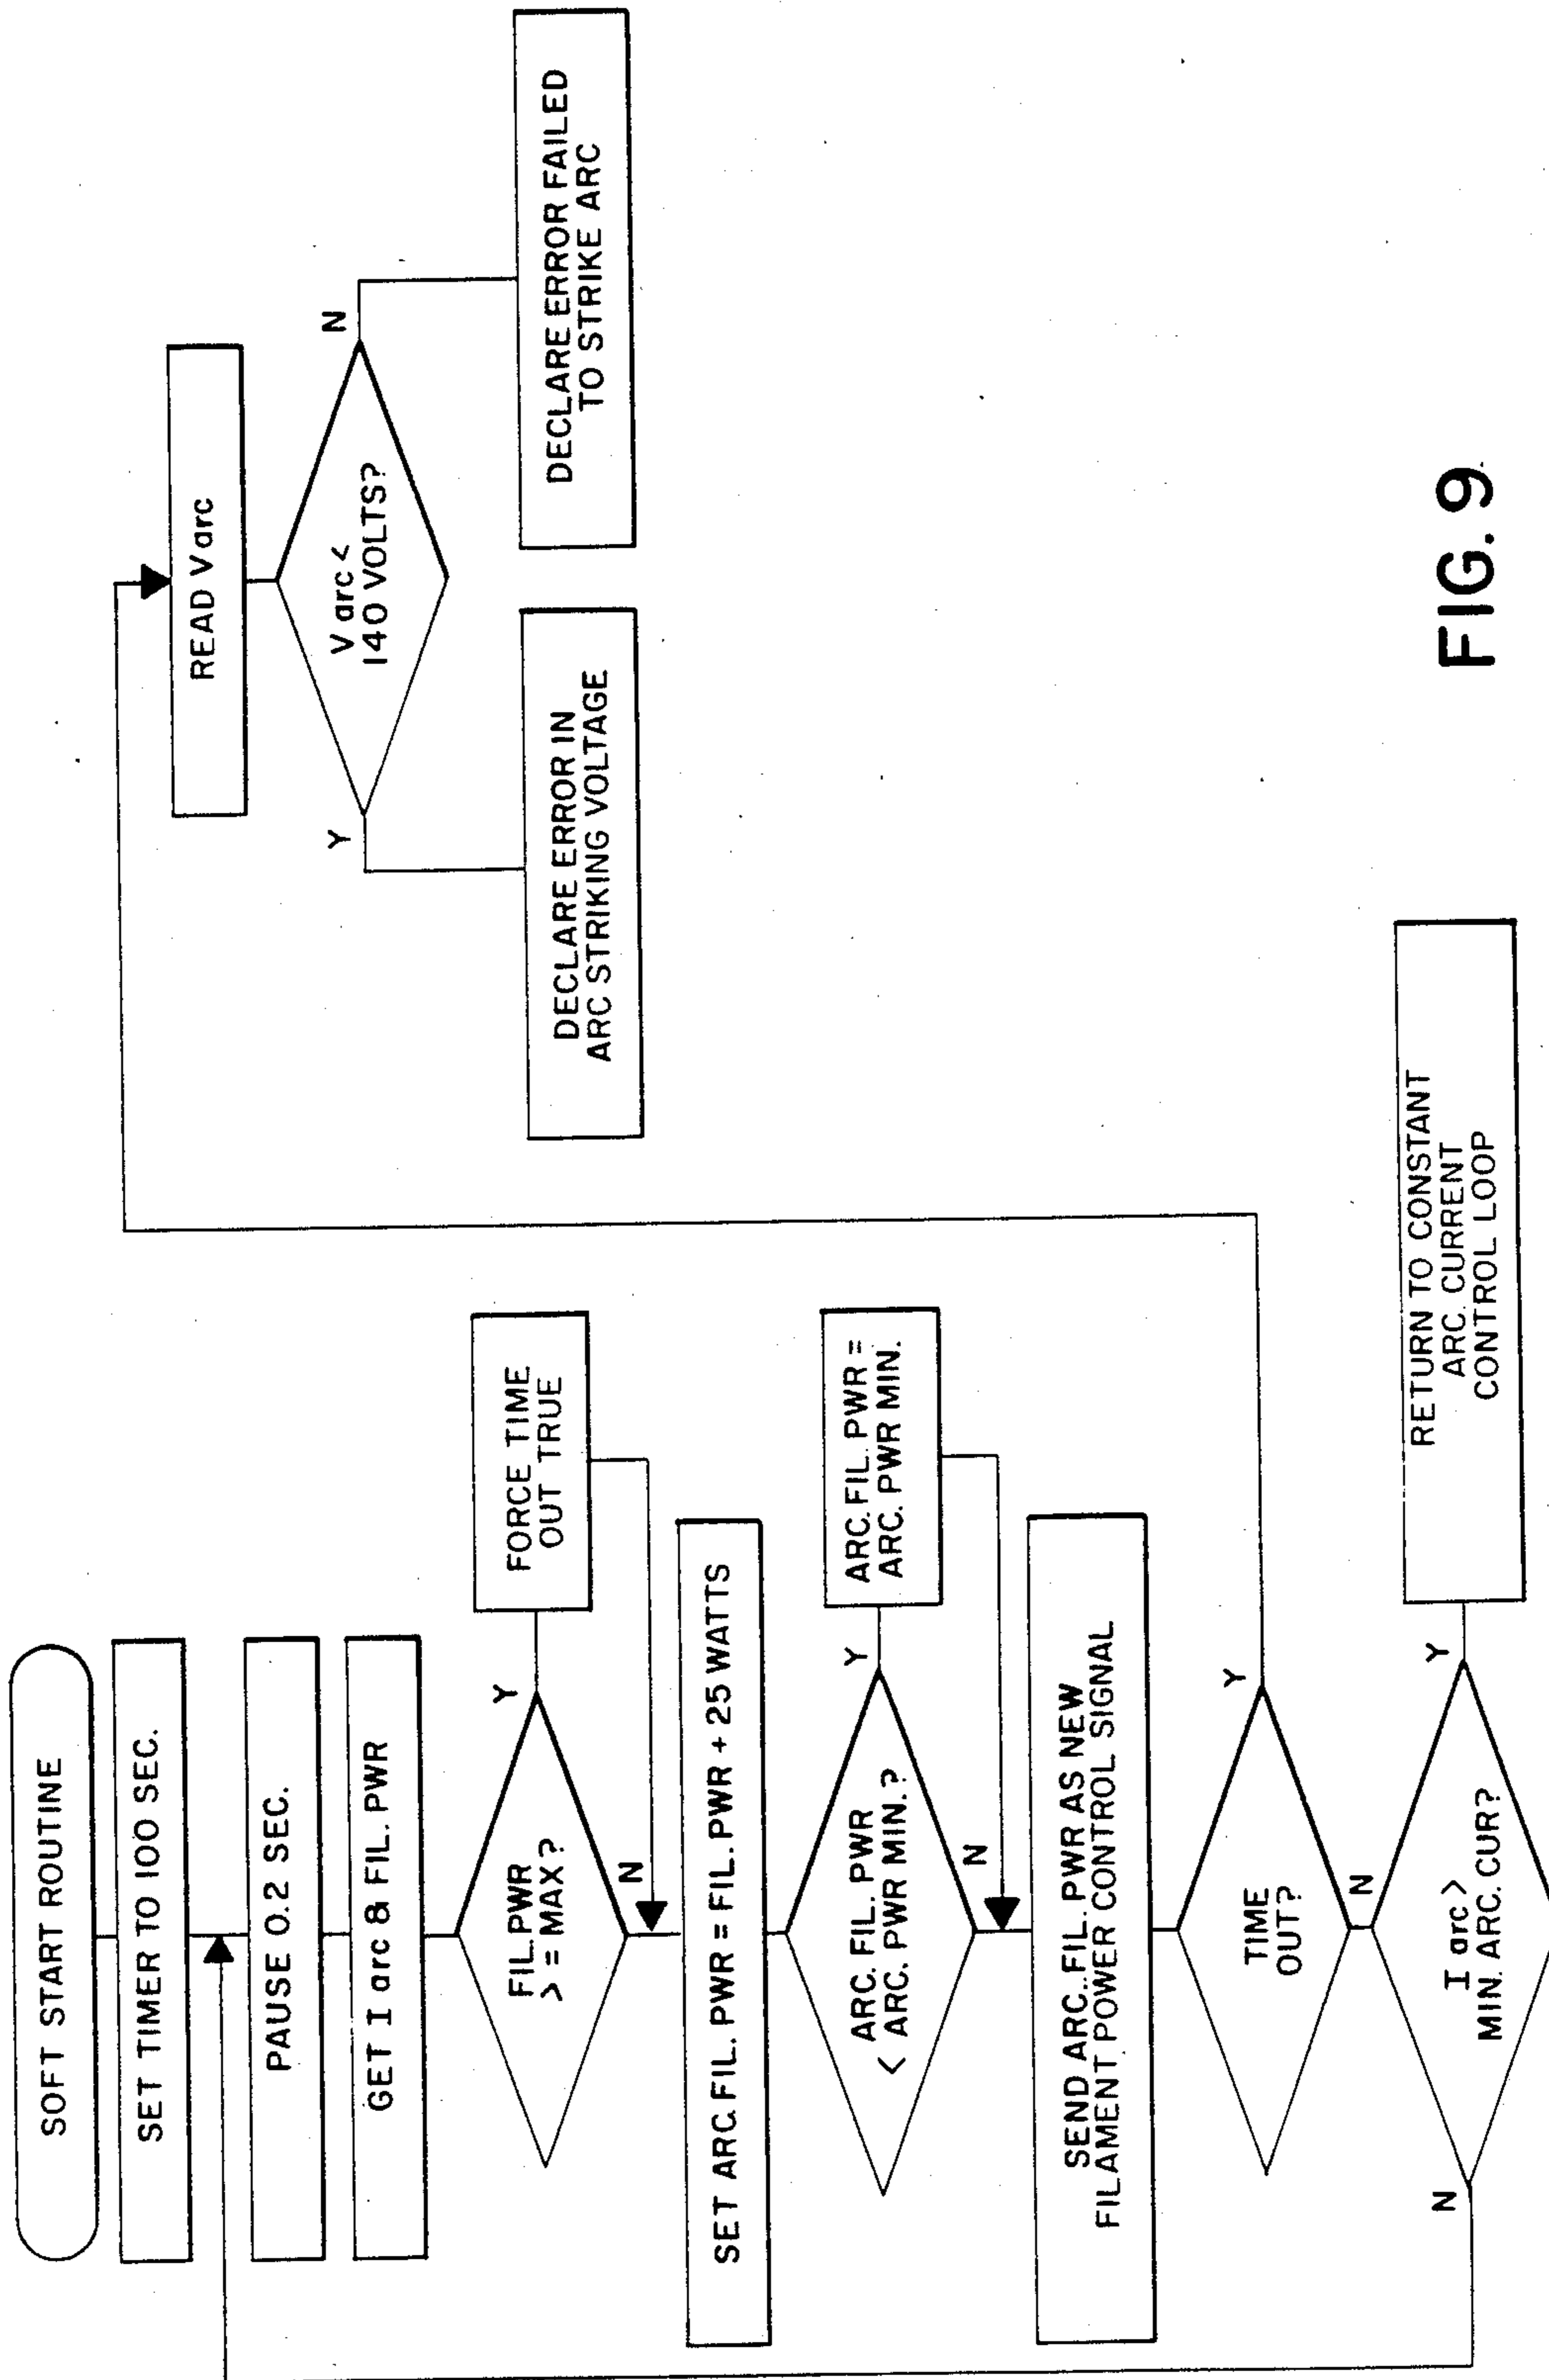 SOFT START ROUTINE
SET TIMER TO 100 SEC.
PAUSE 0.2 SEC.
GET I arc & FIL. PWR
FIL.PWR
> = MAX?
Y
N
FORCE TIME
OUT TRUE
SET ARC. FIL. PWR = FIL. PWR + 25 WATTS
ARC. FIL. PWR
< ARC. PWR MIN.?
Y
N
ARC. FIL. PWR =
ARC. PWR MIN.
SEND ARC. FIL. PWR AS NEW
FILAMENT POWER CONTROL SIGNAL
TIME
OUT?
Y
N
I arc >
MIN. ARC. CUR?
N
Y
RETURN TO CONSTANT
ARC. CURRENT
CONTROL LOOP
READ V arc
V arc <
140 VOLTS?
Y
N
DECLARE ERROR IN
ARC STRIKING VOLTAGE
DECLARE ERROR FAILED
TO STRIKE ARC
FIG. 9